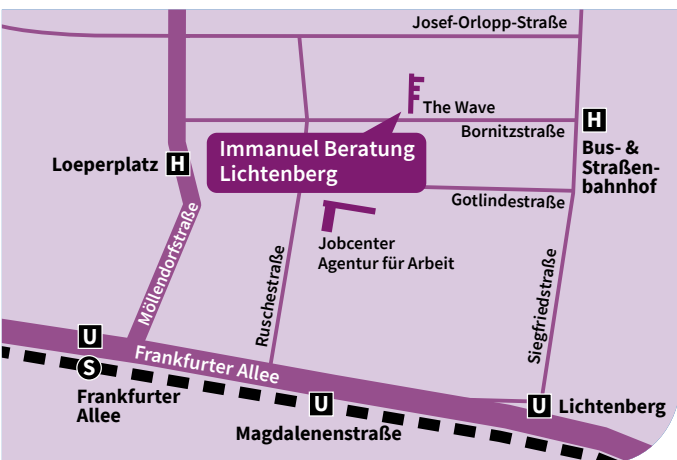 Josef-Orlopp-Straße
The Wave
Bornitzstraße
H
Bus- &
Straßen-
bahnhof
Immanuel Beratung
Lichtenberg
Loeperplatz H
Gotlindestraße
Möllendorfstraße
Jobcenter
Agentur für Arbeit
Ruschestraße
Siegfriedstraße
U
S
Frankfurter
Allee
Frankfurter Allee
U
Magdalenenstraße
U Lichtenberg